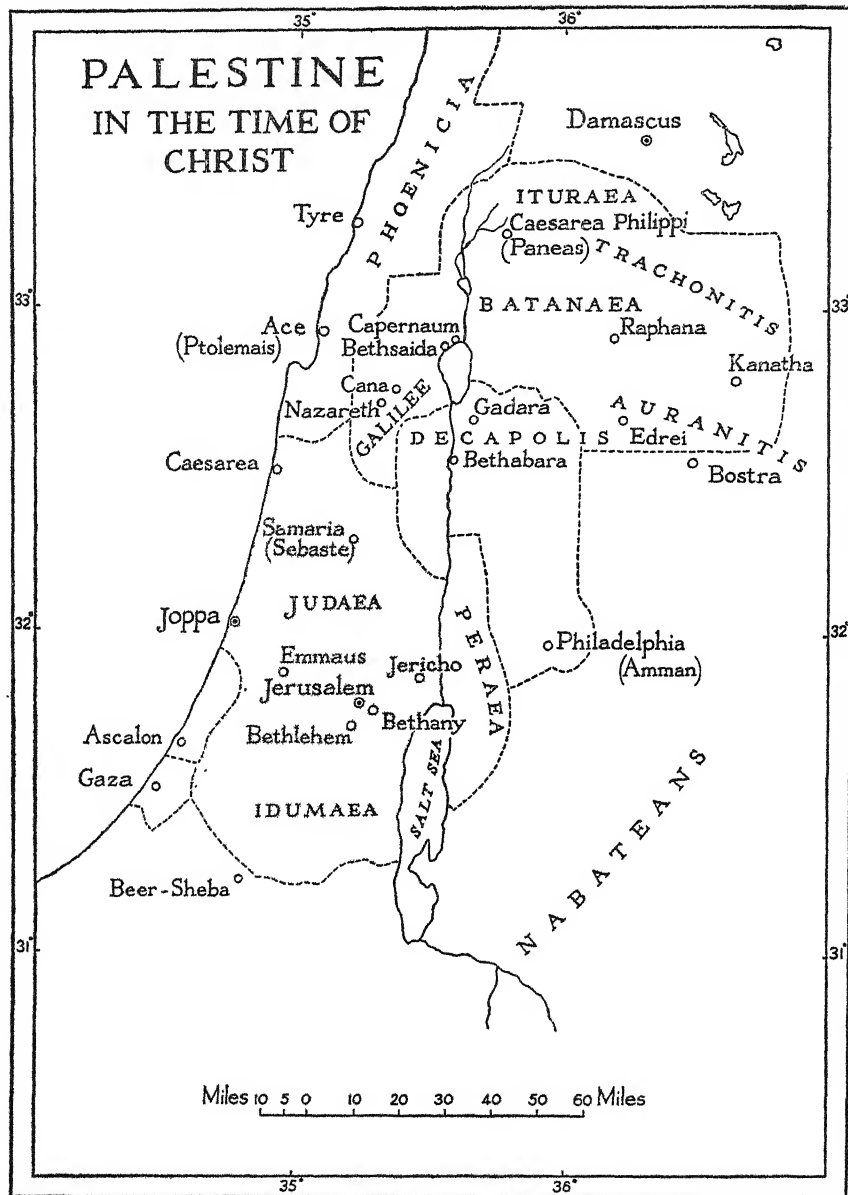 35° 36°
PALESTINE
IN THE TIME OF
CHRIST
PHOENICIA
Damascus
Tyre
ITURAEA
Caesarea Philippi
(Paneas)
TRACHONITIS
33° 33°
BATANAEA
Ace
(Ptolemais)
Capernaum
Bethsaida
Raphana
Kanatha
Cana
Nazareth
GALILEE
Gadara
AURANITIS
DECAPOLIS
Edrei
Caesarea
Bethabara
Bostra
Samaria
(Sebaste)
JUDAEA
Joppa
32° 32°
PERAEA
Philadelphia
(Amman)
Emmaus
Jericho
Jerusalem
Bethany
Bethlehem
Ascalon
Gaza
SALT SEA
IDUMAEA
NABATEANS
Beer-Sheba
31° 31°
Miles 10 5 0 10 20 30 40 50 60 Miles
35° 36°